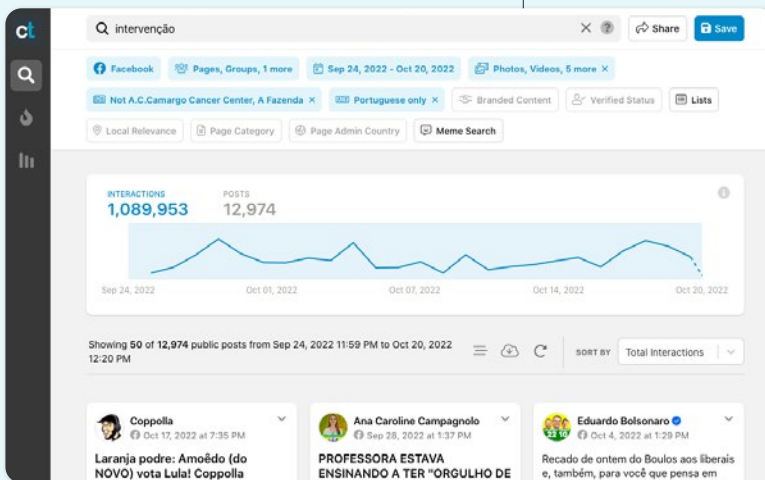 ct
intervenção
Share
Save
Facebook
Pages, Groups, 1 more
Sep 24, 2022 - Oct 20, 2022
Photos, Videos, 5 more ×
Not A.C.Camargo Cancer Center, A Fazenda ×
Portuguese only ×
Branded Content
Verified Status
Lists
Local Relevance
Page Category
Page Admin Country
Meme Search
INTERACTIONS
1,089,953
POSTS
12,974
Sep 24, 2022
Oct 01, 2022
Oct 07, 2022
Oct 14, 2022
Oct 20, 2022
Showing 50 of 12,974 public posts from Sep 24, 2022 11:59 PM to Oct 20, 2022
12:20 PM
SORT BY
Total Interactions
Coppolla
Oct 17, 2022 at 7:35 PM
Laranja podre: Amoêdo (do
NOVO) vota Lula! Coppolla
Ana Caroline Campagnolo
Sep 28, 2022 at 1:37 PM
PROFESSORA ESTAVA
ENSINANDO A TER "ORGULHO DE
Eduardo Bolsonaro
Oct 4, 2022 at 1:29 PM
22 10
Recado de ontem do Boulos aos liberais
e, também, para você que pensa em